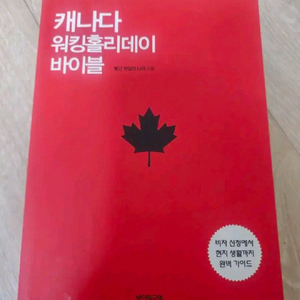 캐나다
워킹홀리데이
바이블
비자 신청에서
현지 생활까지
완벽 가이드